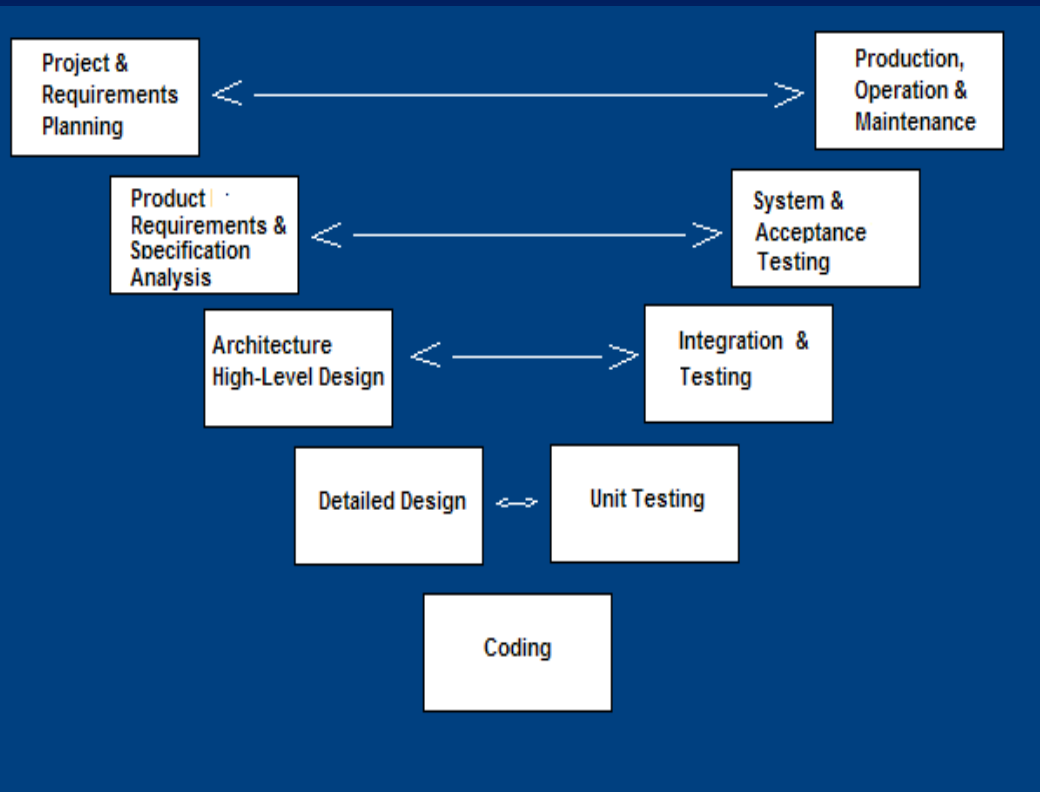 Project &
Requirements
Planning
Production,
Operation &
Maintenance
Product
Requirements &
Specification
Analysis
System &
Acceptance
Testing
Architecture
High-Level Design
Integration &
Testing
Detailed Design
Unit Testing
Coding